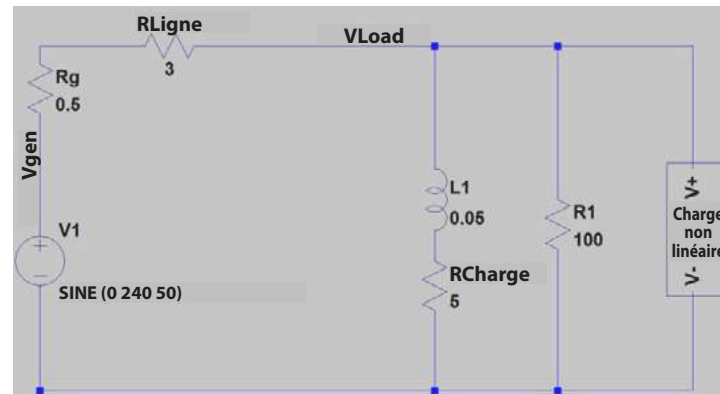 RLigne
3
VLoad
Rg
0.5
Vgen
V1
SINE (0 240 50)
L1
0.05
RCharge
5
R1
100
V+
Charge
non
linéaire
V-